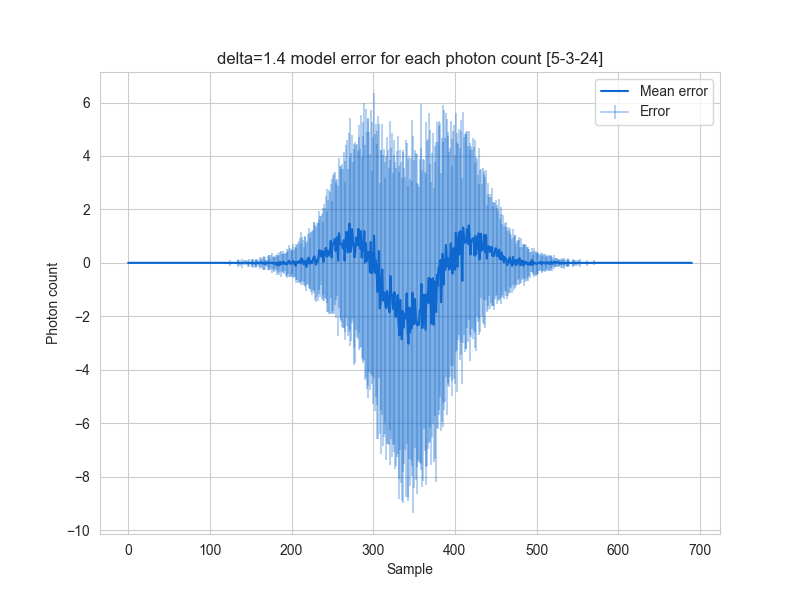 delta=1.4 model error for each photon count [5-3-24]
Mean error
Error
6
4
2
0
−2
−4
−6
−8
−10
Photon count
0 100 200 300 400 500 600 700
Sample